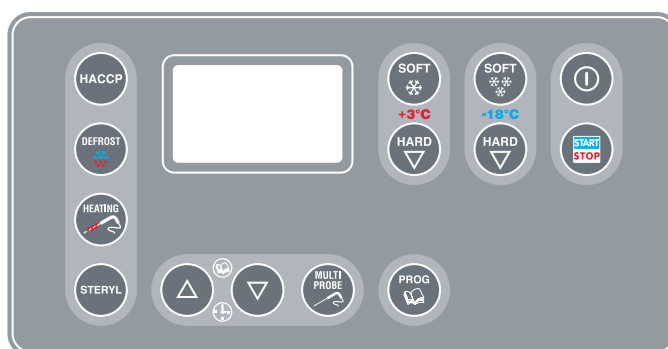 HACCP
DEFROST
HEATING
STERYL
MULTI
PROBE
SOFT
+3°C
HARD
SOFT
-18°C
HARD
START
STOP
PROG